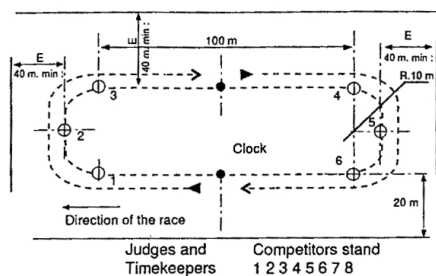 E
40 m. min :
E
40 m. min :
100 m
E
40 m. min :
R.10 m
3
4
2
5
Clock
1
6
20 m
Direction of the race
Judges and Timekeepers
Competitors stand
1 2 3 4 5 6 7 8